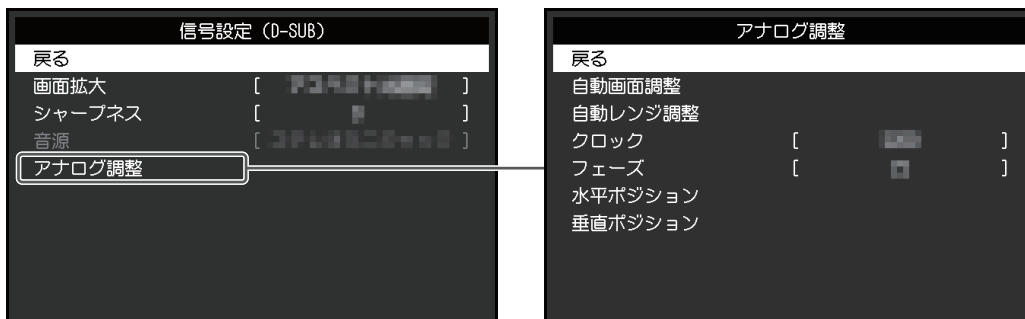 信号設定（D-SUB）
戻る
画面拡大 [ ]
シャープネス [ ]
音源 [ ]
アナログ調整
アナログ調整
戻る
自動画面調整
自動レンジ調整
クロック [ ]
フェーズ [ ]
水平ポジション
垂直ポジション